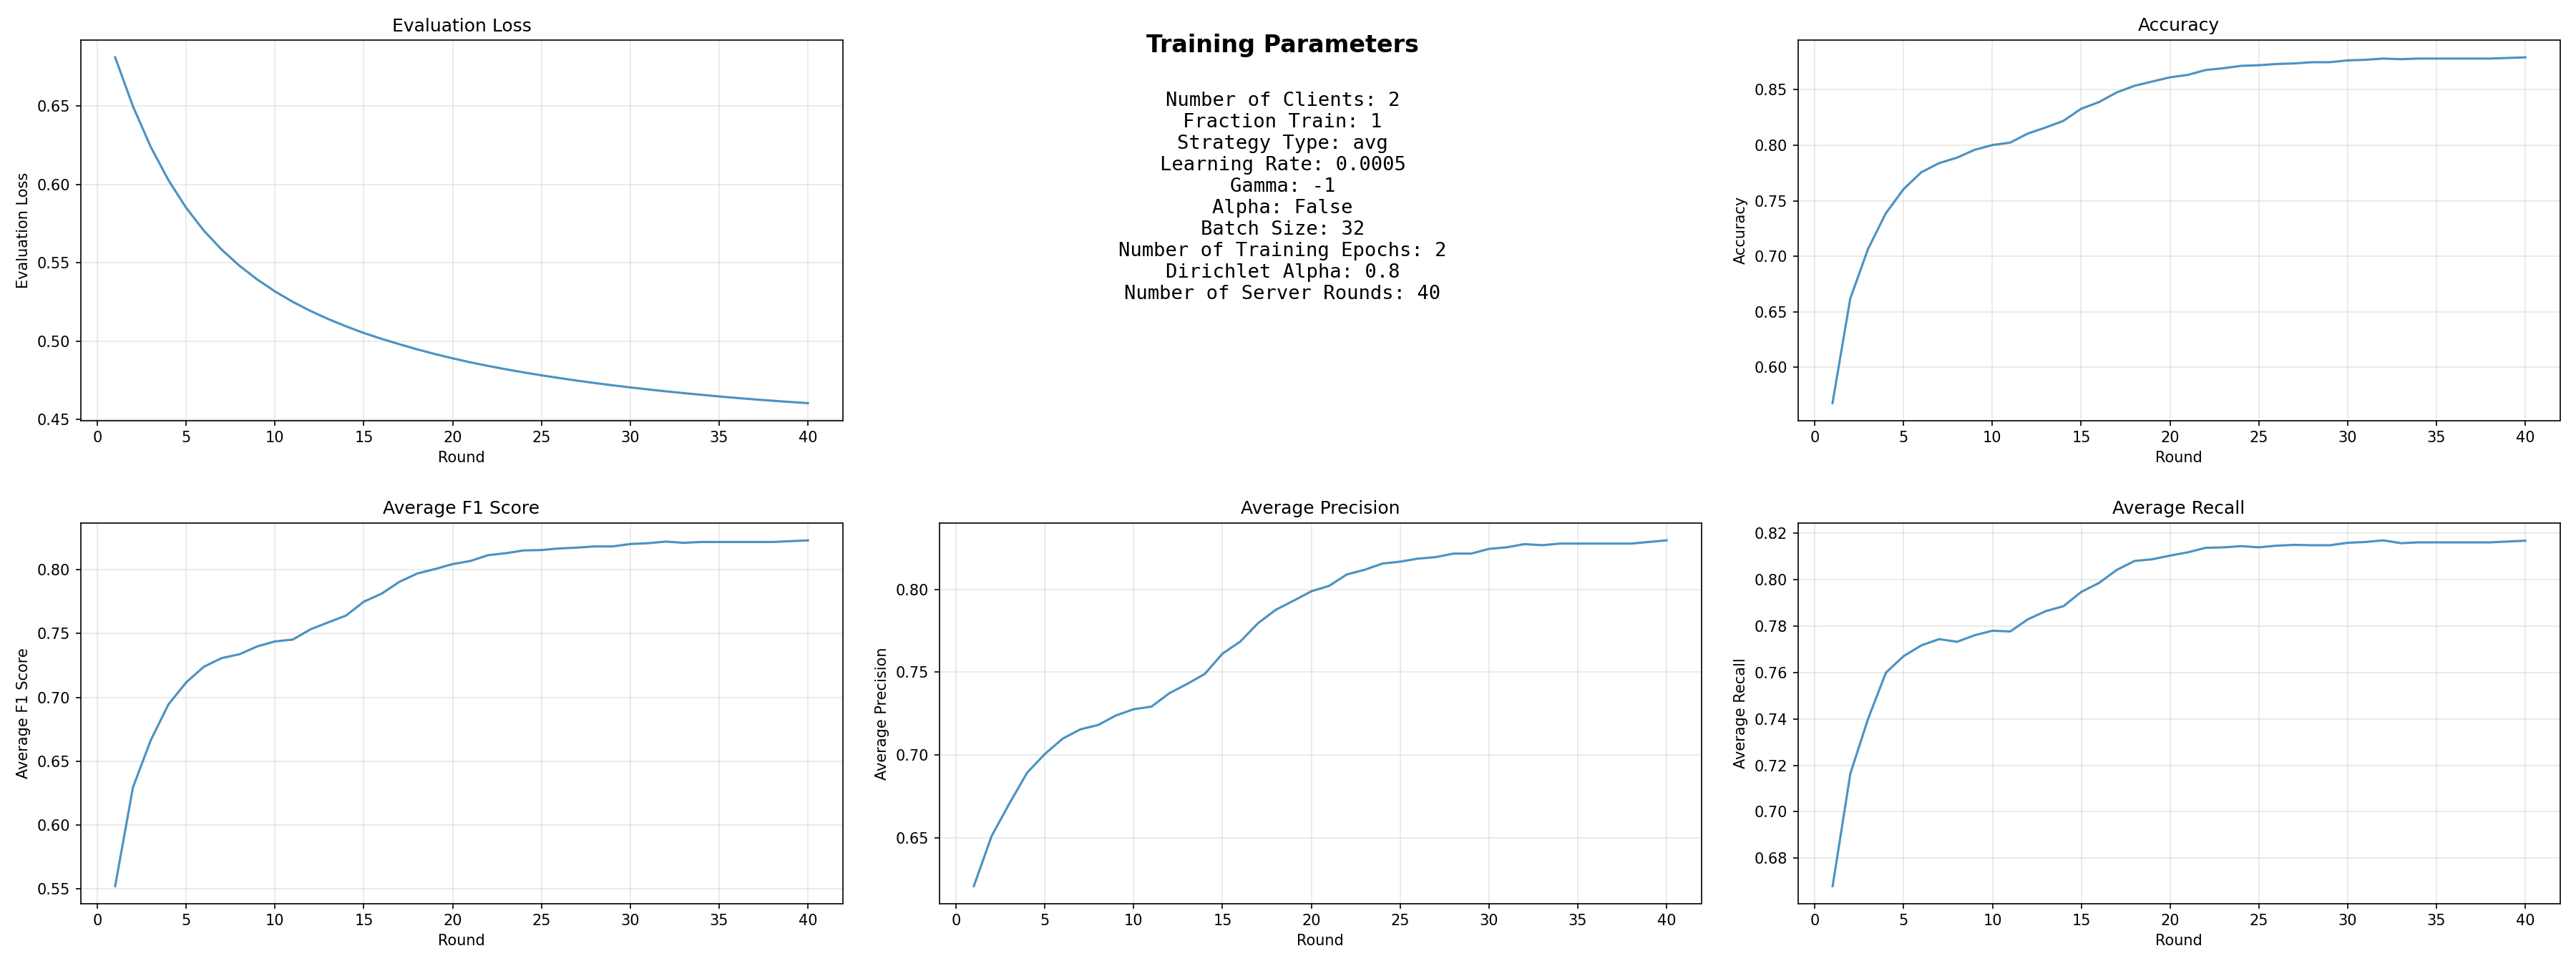 Evaluation Loss
Evaluation Loss
0.65
0.60
0.55
0.50
0.45
0 5 10 15 20 25 30 35 40
Round
Training Parameters
Number of Clients: 2
Fraction Train: 1
Strategy Type: avg
Learning Rate: 0.0005
Gamma: -1
Alpha: False
Batch Size: 32
Number of Training Epochs: 2
Dirichlet Alpha: 0.8
Number of Server Rounds: 40
Accuracy
Accuracy
0.85
0.80
0.75
0.70
0.65
0.60
0 5 10 15 20 25 30 35 40
Round
Average F1 Score
Average F1 Score
0.80
0.75
0.70
0.65
0.60
0.55
0 5 10 15 20 25 30 35 40
Round
Average Precision
Average Precision
0.80
0.75
0.70
0.65
0 5 10 15 20 25 30 35 40
Round
Average Recall
Average Recall
0.82
0.80
0.78
0.76
0.74
0.72
0.70
0.68
0 5 10 15 20 25 30 35 40
Round